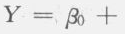 Y = β₀ +